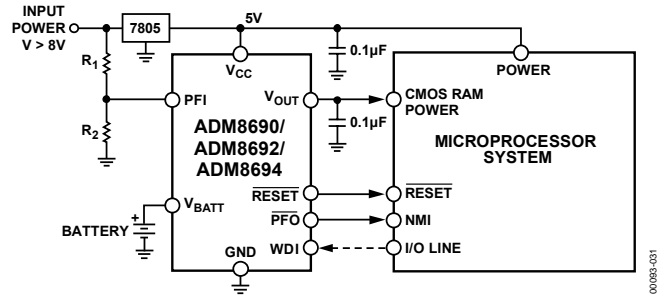 INPUT
POWER
V > 8V
7805
5V
R1
R2
0.1µF
VCC
PFI
VOUT
0.1µF
ADM8690/
ADM8692/
ADM8694
VBATT
BATTERY
+
RESET
PFO
WDI
GND
POWER
CMOS RAM
POWER
MICROPROCESSOR
SYSTEM
RESET
NMI
I/O LINE
00093-031